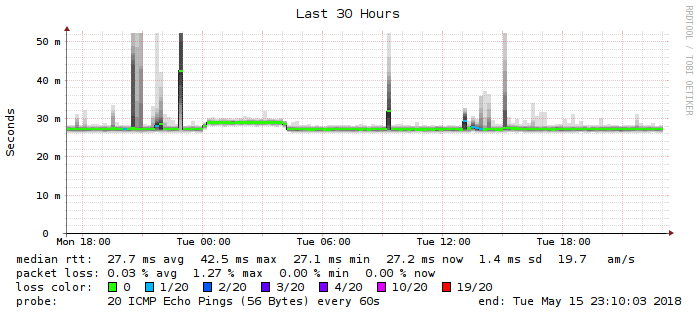 Last 30 Hours
RRDTOOL / TOBI OETIKER
Seconds
50 m
40 m
30 m
20 m
10 m
0
Mon 18:00 Tue 00:00 Tue 06:00 Tue 12:00 Tue 18:00
median rtt: 27.7 ms avg 42.5 ms max 27.1 ms min 27.2 ms now 1.4 ms sd 19.7 am/s
packet loss: 0.03 % avg 1.27 % max 0.00 % min 0.00 % now
loss color: 0 1/20 2/20 3/20 4/20 10/20 19/20
probe: 20 ICMP Echo Pings (56 Bytes) every 60s end: Tue May 15 23:10:03 2018